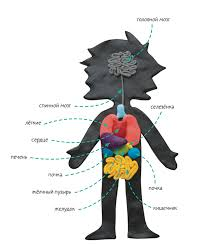 головной мозг
спинной мозг
селезёнка
лёгкие
сердце
печень
почка
почка
жёлчный пузырь
желудок
кишечник